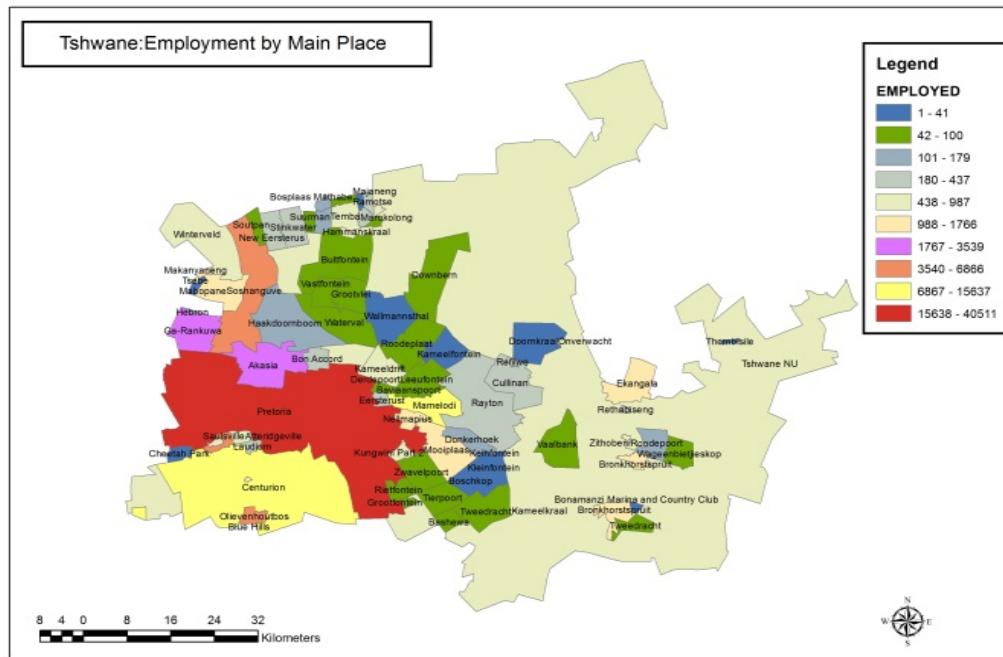 Tshwane:Employment by Main Place
Legend
EMPLOYED
1 - 41
42 - 100
101 - 179
180 - 437
438 - 987
988 - 1766
1767 - 3539
3540 - 6866
6867 - 15637
15638 - 40511
Majaneng
Bosplaas Mathabe
Ramotse
Suurman
Temba
Marokolong
Soutpan
Stinkwater
New Eersterus
Hammanskraal
Winterveld
Bultfontein
Downbern
Makanyaneng
Tsebe
Mabopane
Soshanguve
Vastfontein
Grootvlei
Hebron
Wallmannsthal
Haakdoornboom
Waterval
Ga-Rankuwa
Roodeplaat
Kameelfontein
Doornkraal
Onverwacht
Thembisile
Tshwane NU
Bon Accord
Akasia
Kameeldrift
Refilwe
Derdepoort
Leeufontein
Cullinan
Baviaanspoort
Ekangala
Eersterust
Mamelodi
Rayton
Rethabiseng
Pretoria
Nellmapius
Saulsville
Atteridgeville
Donkerhoek
Zithobeni
Roodepoort
Laudium
Mooiplaas
Vaalbank
Cheetah Park
Kungwini Part 2
Keinfontein
Wagenbietjieskop
Bronkhorstspruit
Zwavelpoort
Kleinfontein
Boschkop
Centurion
Rietfontein
Grootfontein
Tierpoort
Bonamanzi Marina and Country Club
Tweedracht
Kameelkraal
Bronkhorstspruit
Olievenhoutbos
Blue Hills
Bashewa
Tweedracht
N
W
E
S
8 4 0 8 16 24 32
Kilometers